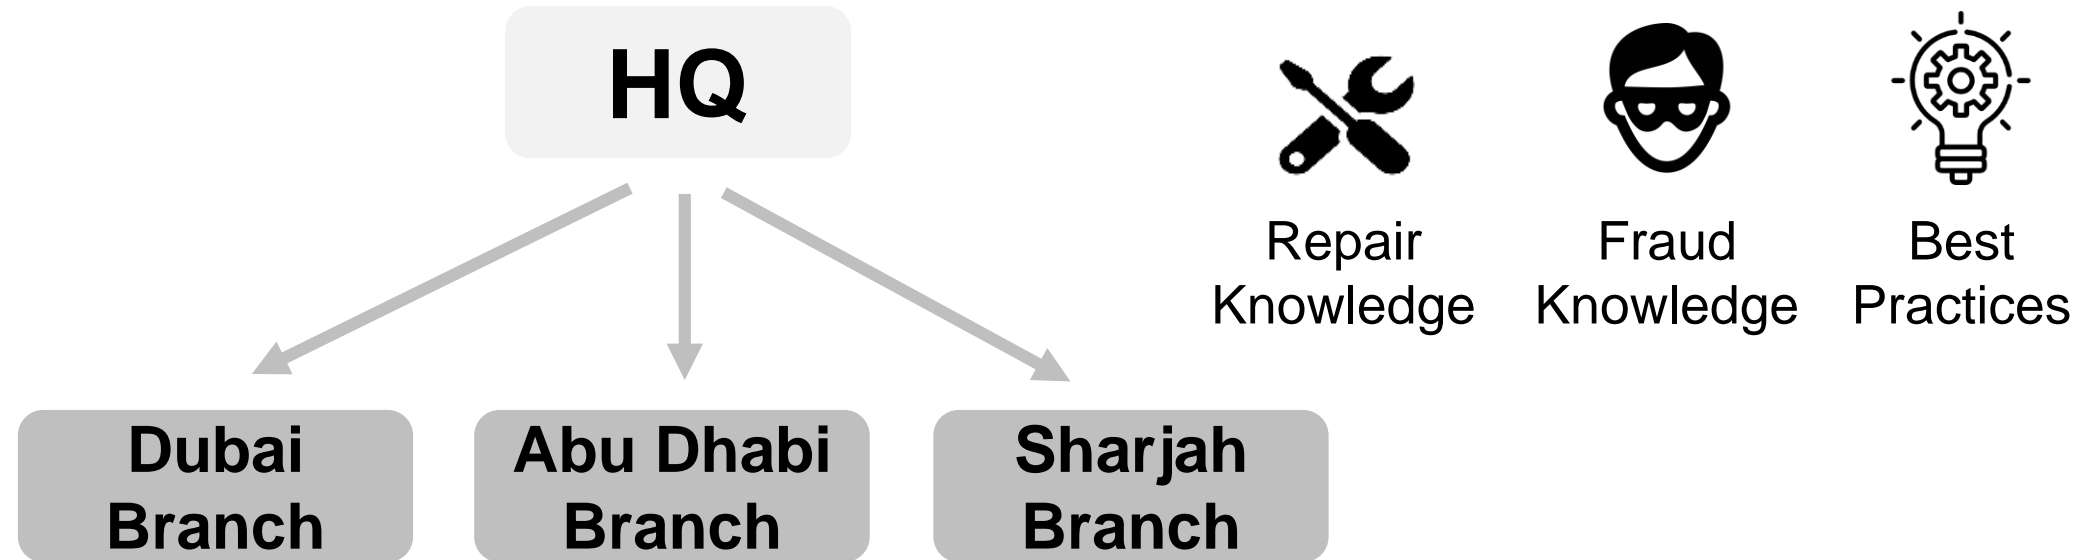 HQ
Repair
Knowledge
Fraud
Knowledge
Best
Practices
Dubai
Branch
Abu Dhabi
Branch
Sharjah
Branch